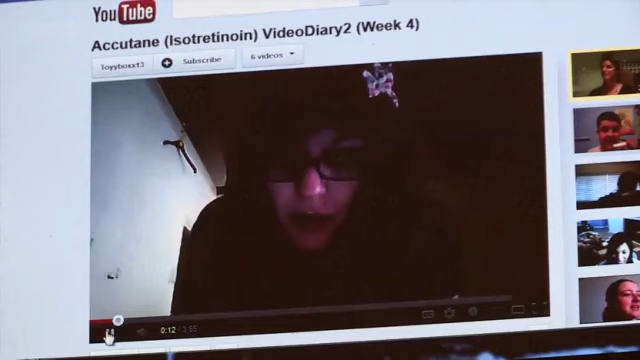 YouTube
Accutane (Isotretinoin) VideoDiary2 (Week 4)
Toyyboxx13
Subscribe
6 videos
0:12 / 3:55